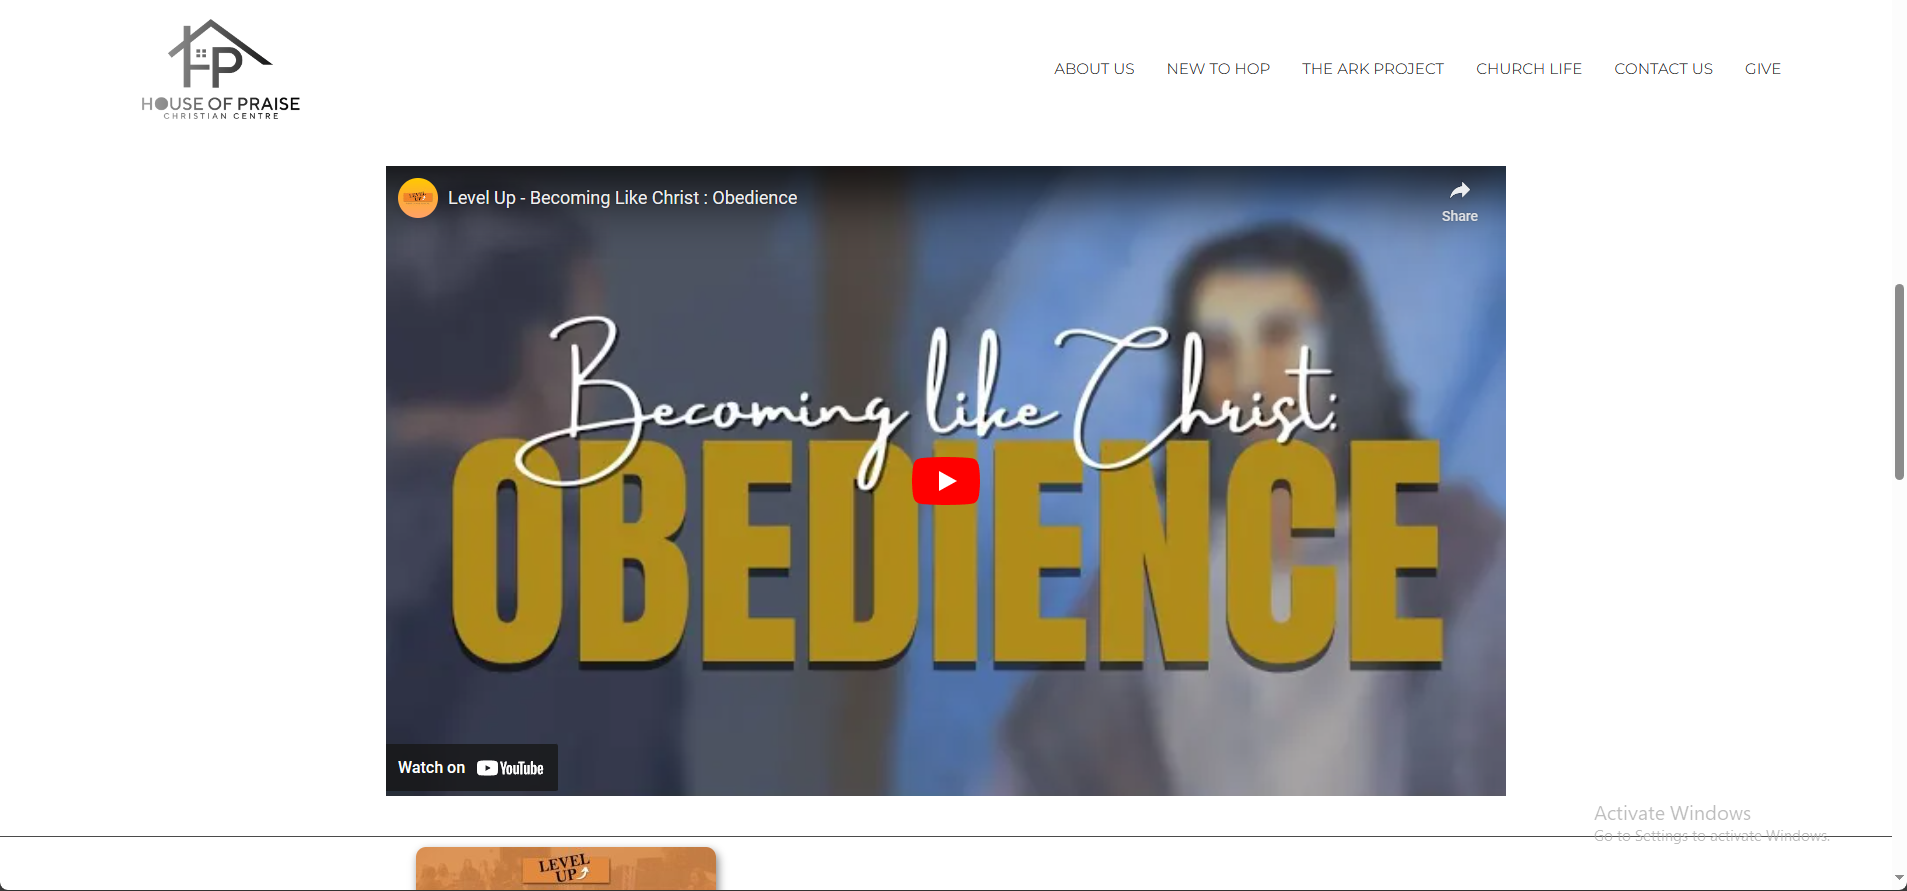 HP
HOUSE OF PRAISE
CHRISTIAN CENTRE
ABOUT US
NEW TO HOP
THE ARK PROJECT
CHURCH LIFE
CONTACT US
GIVE
LEVEL UP
Level Up - Becoming Like Christ : Obedience
Share
Becoming like Christ:
OBEDIENCE
Watch on YouTube
Activate Windows
Go to Settings to activate Windows.
LEVEL
UP